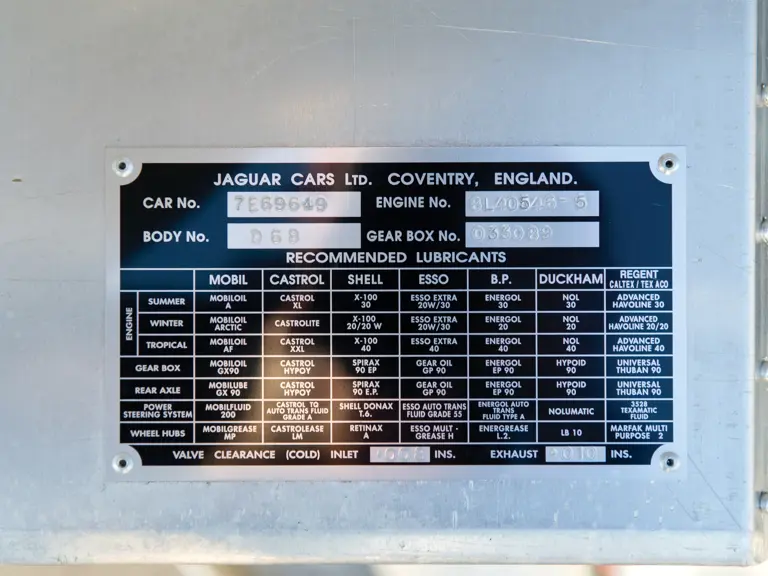 JAGUAR CARS LTD. COVENTRY, ENGLAND.
CAR No. 7E69649 ENGINE No.
BODY No. D68 GEAR BOX No. 033089
RECOMMENDED LUBRICANTS
MOBIL CASTROL SHELL ESSO B.P. DUCKHAM REGENT CALTEX / TEXACO
ENGINE
SUMMER MOBILOIL A CASTROL XL X-100 30 ESSO EXTRA 20W/30 ENERGOL 30 NOL 30 ADVANCED HAVOLINE 30
WINTER MOBILOIL ARCTIC CASTROLITE X-100 20/20 W ESSO EXTRA 20W/30 ENERGOL 20 NOL 20 ADVANCED HAVOLINE 20/20
TROPICAL MOBILOIL AF CASTROL XXL X-100 40 ESSO EXTRA 40 ENERGOL 40 NOL 40 ADVANCED HAVOLINE 40
GEAR BOX MOBILOIL GX90 CASTROL HYPOY SPIRAX 90 EP GEAR OIL GP 90 ENERGOL EP 90 HYPOID 90 UNIVERSAL THUBAN 90
REAR AXLE MOBILUBE GX 90 CASTROL HYPOY SPIRAX 90 E.P. GEAR OIL GP 90 ENERGOL EP 90 HYPOID 90 UNIVERSAL THUBAN 90
POWER STEERING SYSTEM MOBILFLUID 200 CASTROL TQ AUTO TRANS FLUID GRADE A SHELL DONAX T.6. ESSO AUTO TRANS FLUID GRADE 55 ENERGOL AUTO TRANS FLUID TYPE A NOLUMATIC 3528 TEXAMATIC FLUID
WHEEL HUBS MOBILGREASE MP CASTROLEASE LM RETINAX A ESSO MULT- GREASE H ENERGREASE L.2. LB 10 MARFAK MULTI PURPOSE 2
VALVE CLEARANCE (COLD) INLET INS. EXHAUST INS.